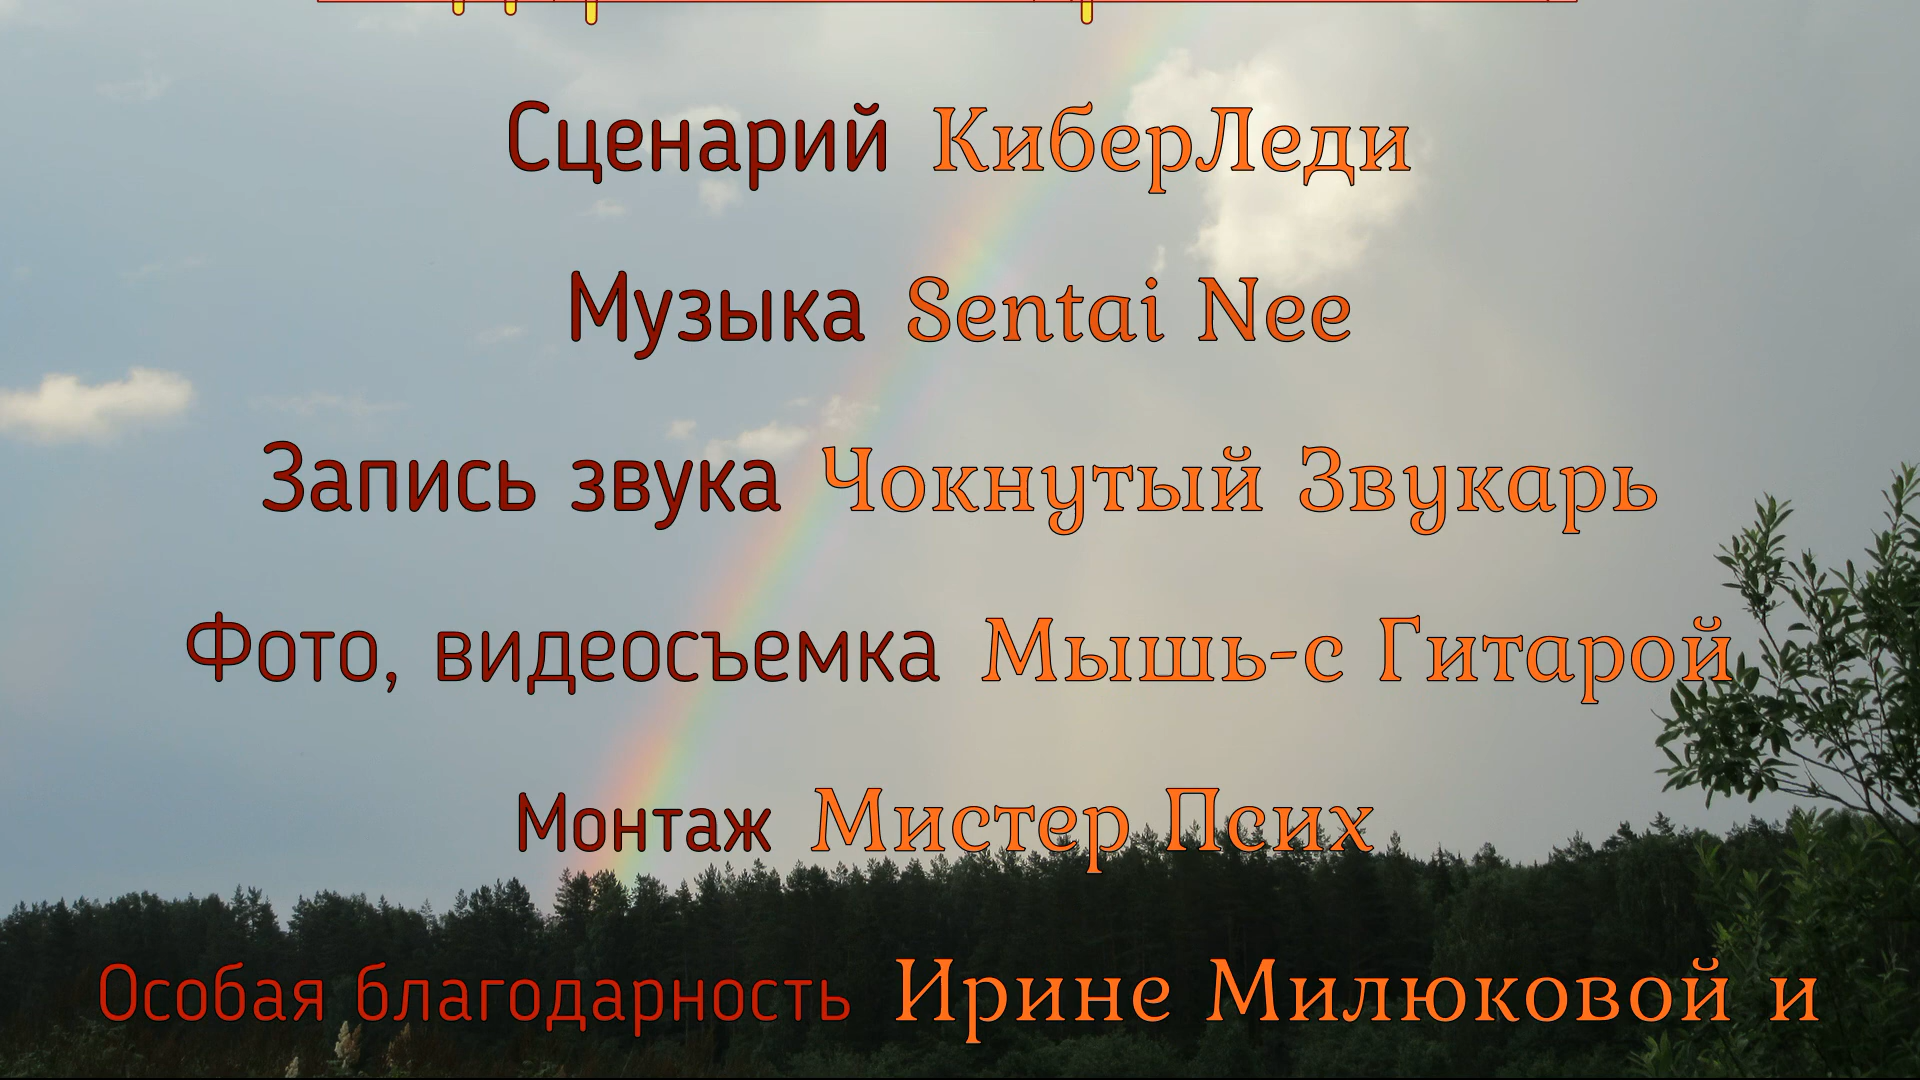 Сценарий КиберЛеди
Музыка Sentai Nee
Запись звука Чокнутый Звукарь
Фото, видеосъемка Мышь-с Гитарой
Монтаж Мистер Псих
Особая благодарность Ирине Милюковой и